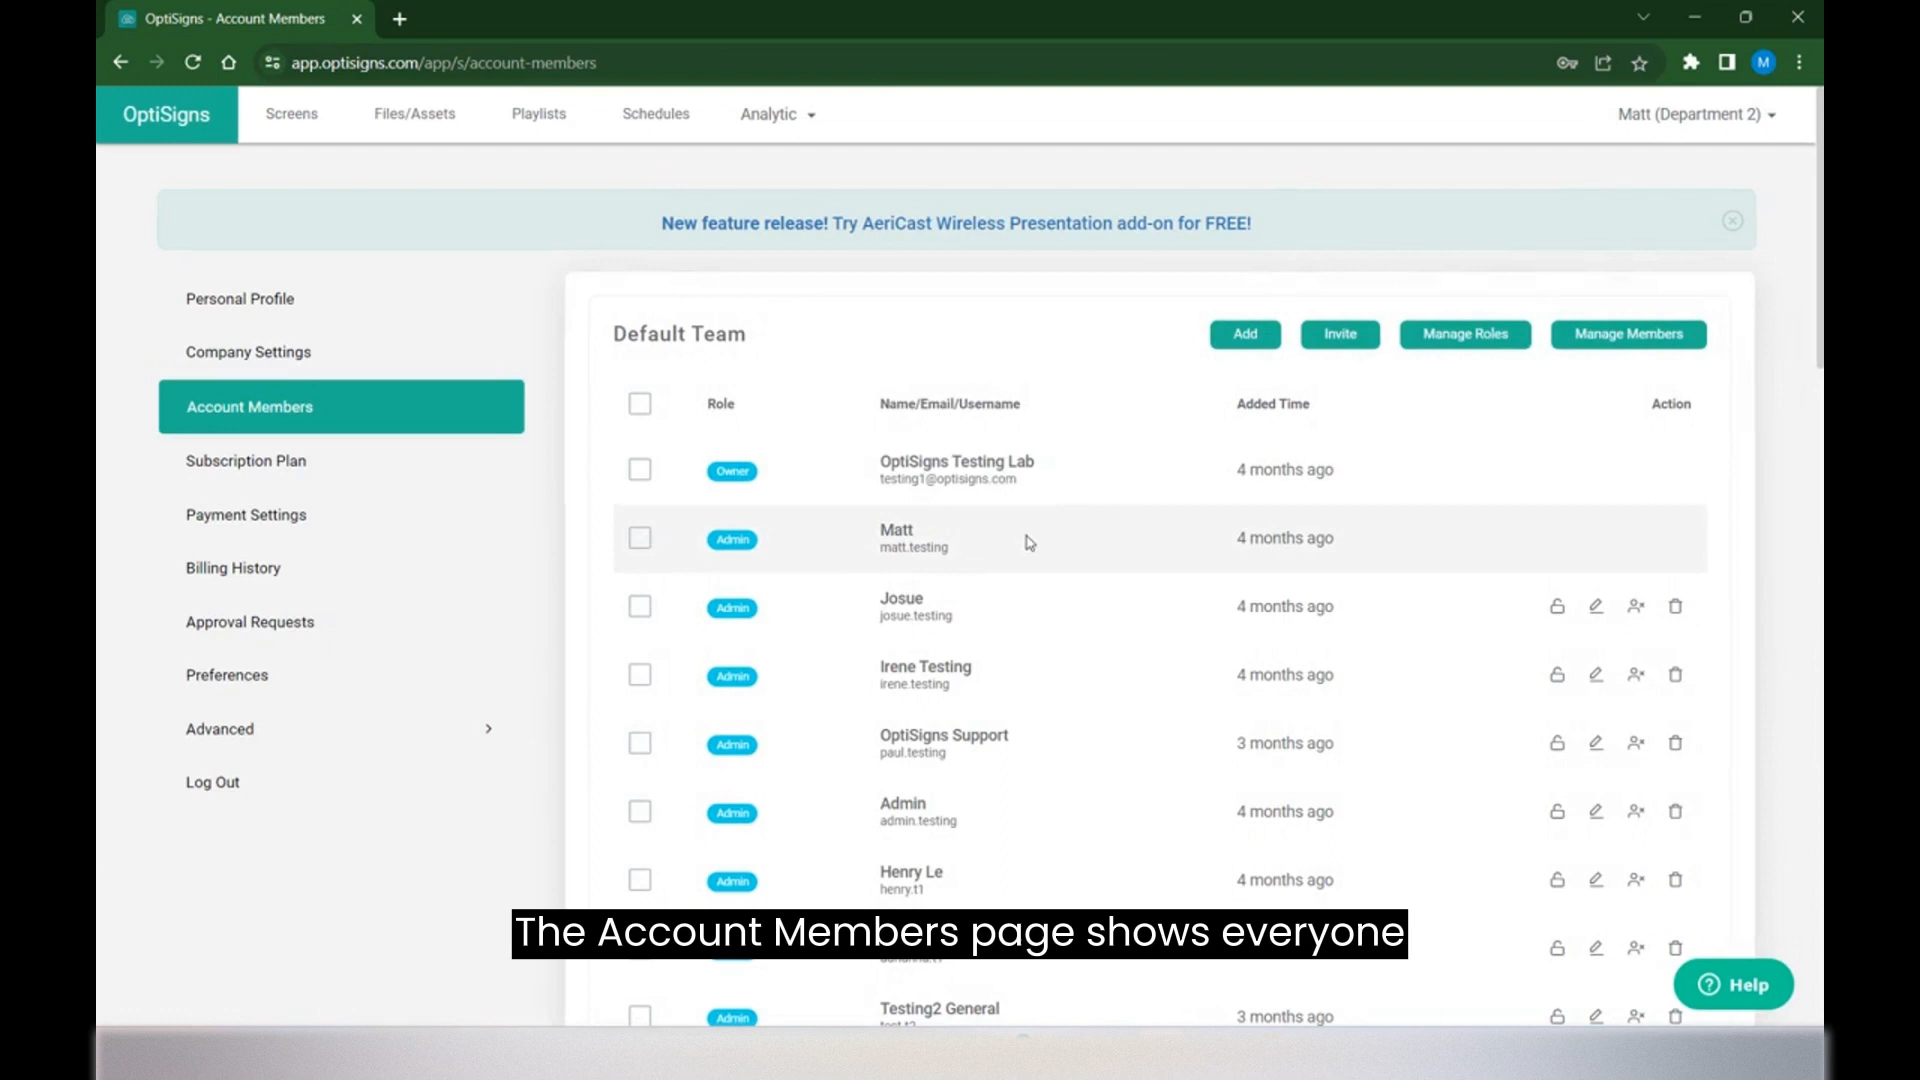 OptiSigns - Account Members
app.optisigns.com/app/s/account-members
M
OptiSigns
Screens
Files/Assets
Playlists
Schedules
Analytic
Matt (Department 2)
New feature release! Try AeriCast Wireless Presentation add-on for FREE!
Personal Profile
Company Settings
Account Members
Subscription Plan
Payment Settings
Billing History
Approval Requests
Preferences
Advanced
Log Out
Default Team
Add
Invite
Manage Roles
Manage Members
Role
Name/Email/Username
Added Time
Action
Owner
OptiSigns Testing Lab
testing1@optisigns.com
4 months ago
Admin
Matt
matt.testing
4 months ago
Admin
Josue
josue.testing
4 months ago
Admin
Irene Testing
irene.testing
4 months ago
Admin
OptiSigns Support
paul.testing
3 months ago
Admin
Admin
admin.testing
4 months ago
Admin
Henry Le
henry.t1
4 months ago
The Account Members page shows everyone
Admin
Testing2 General
3 months ago
Help